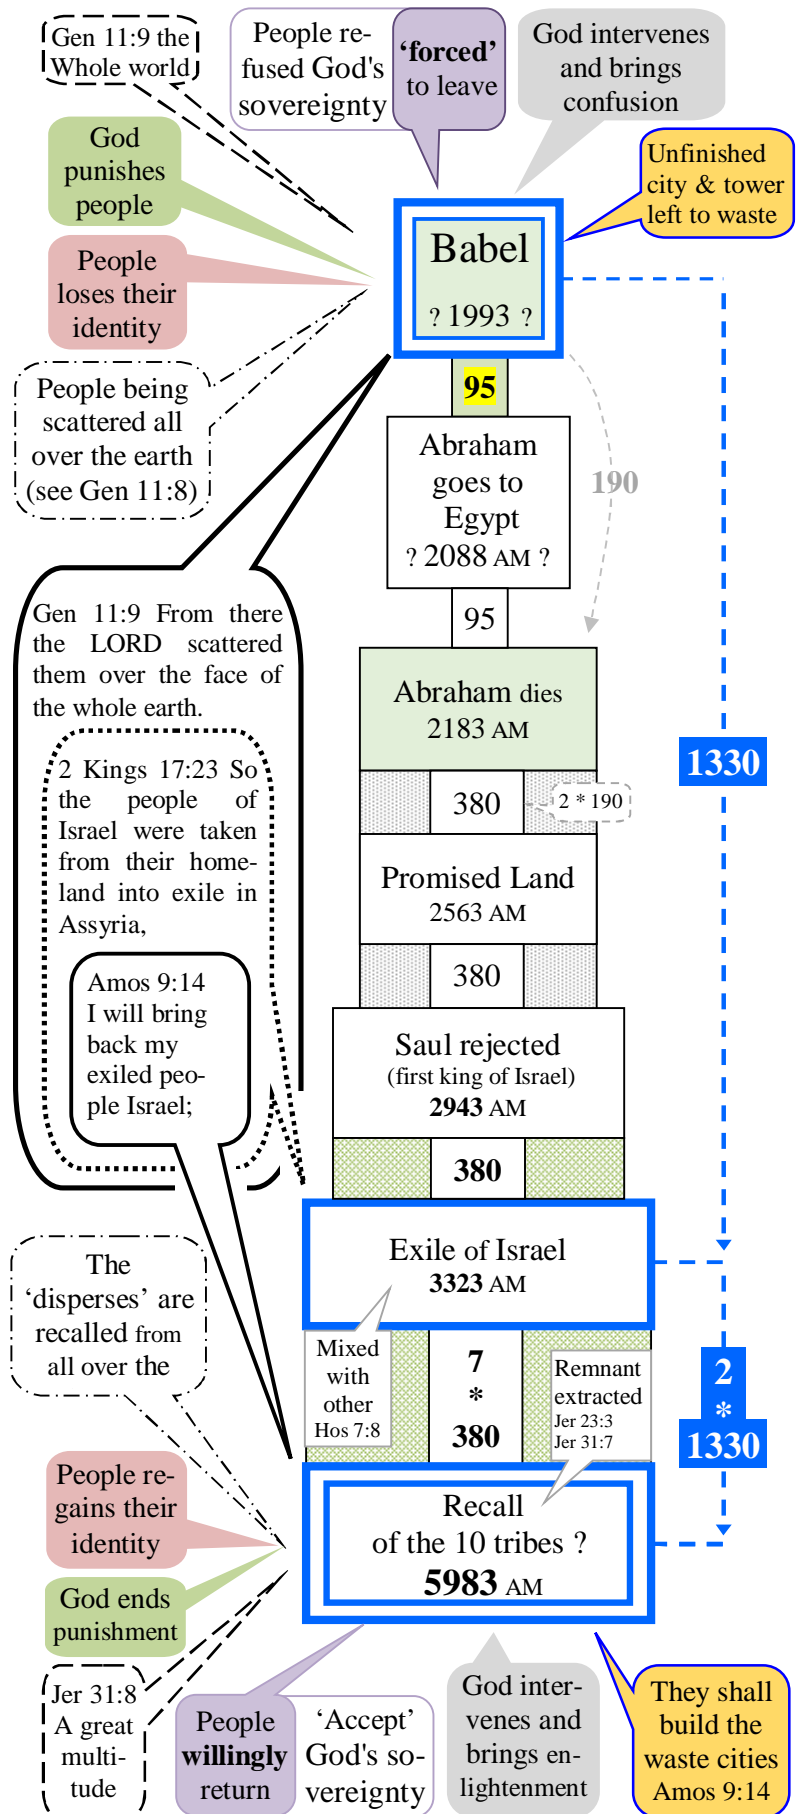 Gen 11:9 the
Whole world
People re-
fused God's
sovereignty
‘forced’
to leave
God intervenes
and brings
confusion
God
punishes
people
Unfinished
city & tower
left to waste
People
loses their
identity
Babel
? 1993 ?
People being
scattered all
over the earth
(see Gen 11:8)
95
Abraham
goes to
Egypt
? 2088 AM ?
190
95
Gen 11:9 From there
the LORD scattered
them over the face of
the whole earth.
Abraham dies
2183 AM
1330
2 Kings 17:23 So
the people of
Israel were taken
from their home-
land into exile in
Assyria,
380
2 * 190
Promised Land
2563 AM
380
Amos 9:14
I will bring
back my
exiled peo-
ple Israel;
Saul rejected
(first king of Israel)
2943 AM
380
Exile of Israel
3323 AM
The
‘disperses’ are
recalled from
all over the
Mixed
with
other
Hos 7:8
7
*
380
Remnant
extracted
Jer 23:3
Jer 31:7
2
*
1330
People re-
gains their
identity
Recall
of the 10 tribes ?
5983 AM
God ends
punishment
Jer 31:8
A great
multi-
tude
People
willingly
return
‘Accept’
God's so-
vereignty
God inter-
venes and
brings en-
lightenment
They shall
build the
waste cities
Amos 9:14